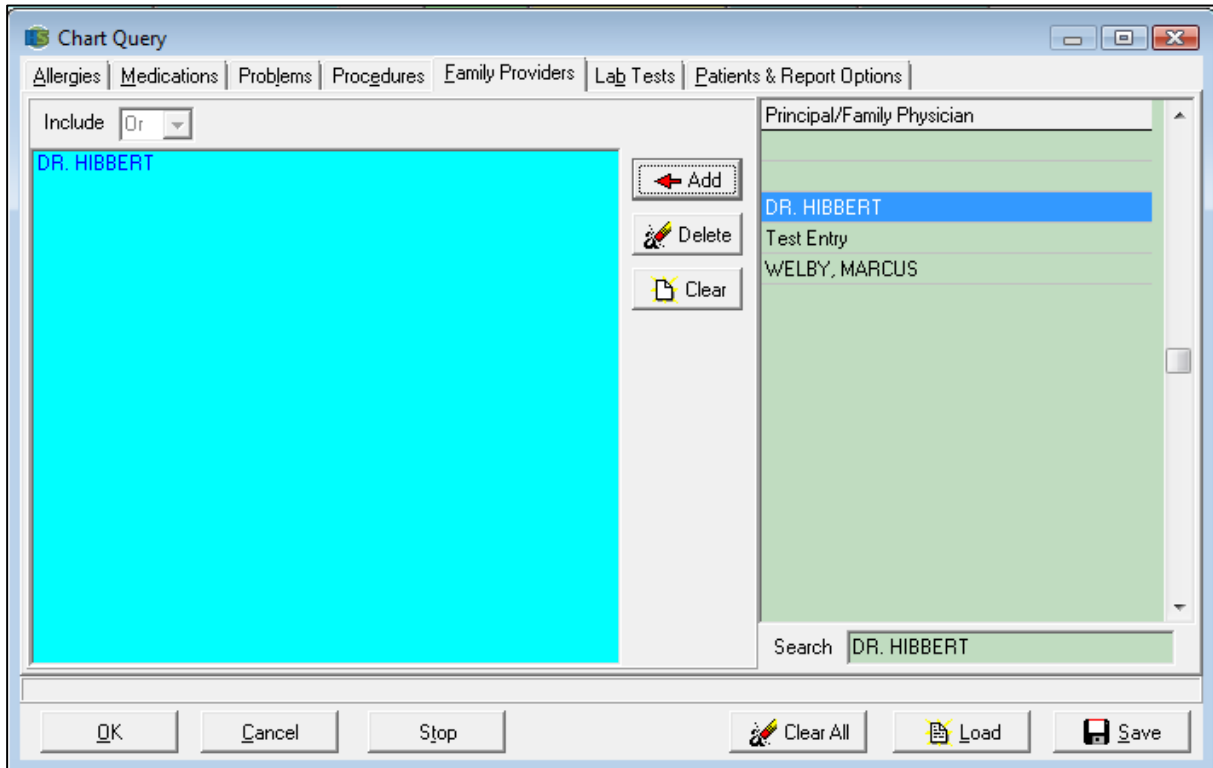 Chart Query
Allergies Medications Problems Procedures Family Providers Lab Tests Patients & Report Options
Include Or
DR. HIBBERT
Add
Delete
Clear
Principal/Family Physician
DR. HIBBERT
Test Entry
WELBY, MARCUS
Search DR. HIBBERT
OK Cancel Stop Clear All Load Save